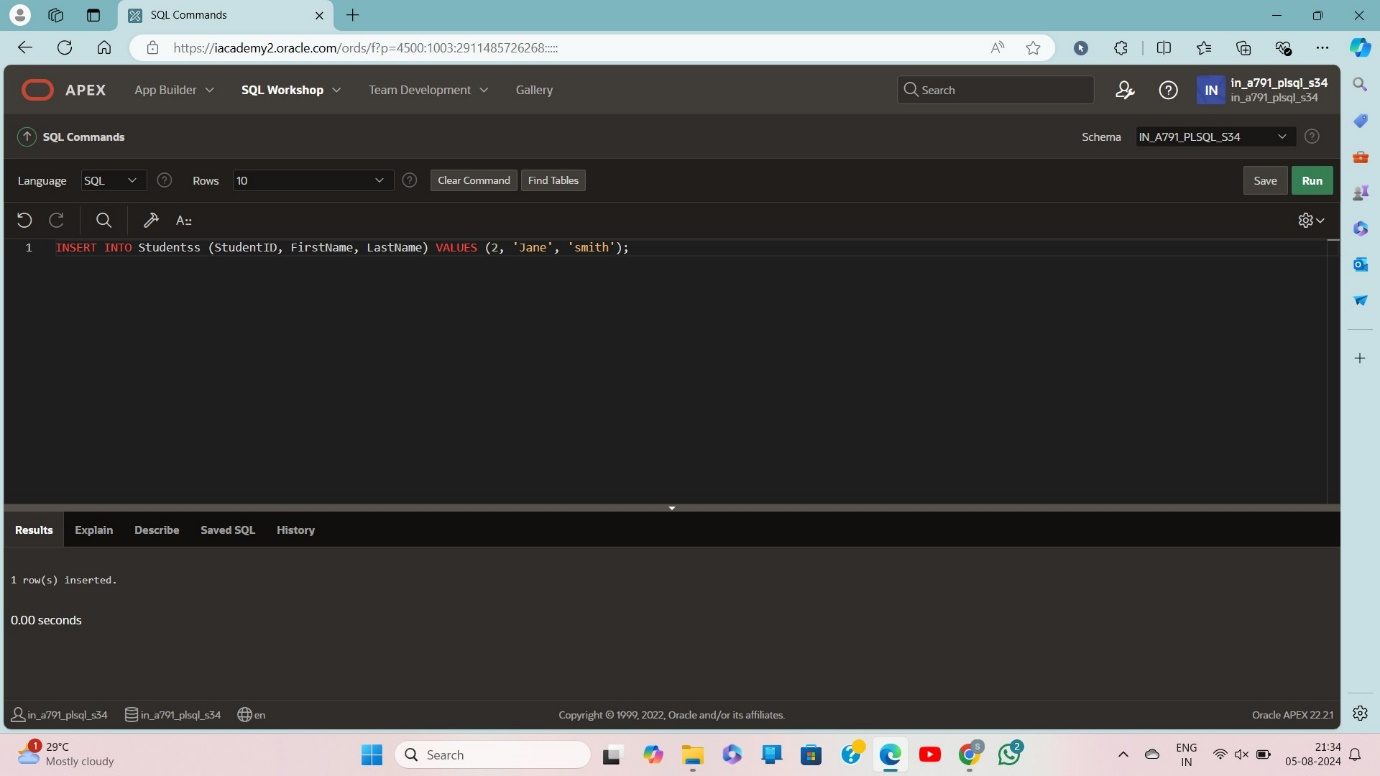 SQL Commands
https://iacademy2.oracle.com/ords/f?p=4500:1003:2911485726268:::::
APEX App Builder SQL Workshop Team Development Gallery Search IN in_a791_plsql_s34
in_a791_plsql_s34
SQL Commands Schema IN_A791_PLSQL_S34
Language SQL Rows 10 Clear Command Find Tables Save Run
A::
1 INSERT INTO Studentss (StudentID, FirstName, LastName) VALUES (2, 'Jane', 'smith');
Results Explain Describe Saved SQL History
1 row(s) inserted.
0.00 seconds
in_a791_plsql_s34 in_a791_plsql_s34 en Copyright © 1999, 2022, Oracle and/or its affiliates. Oracle APEX 22.2.1
1 29°C
Mostly cloudy
Search
2
ENG
IN
21:34
05-08-2024